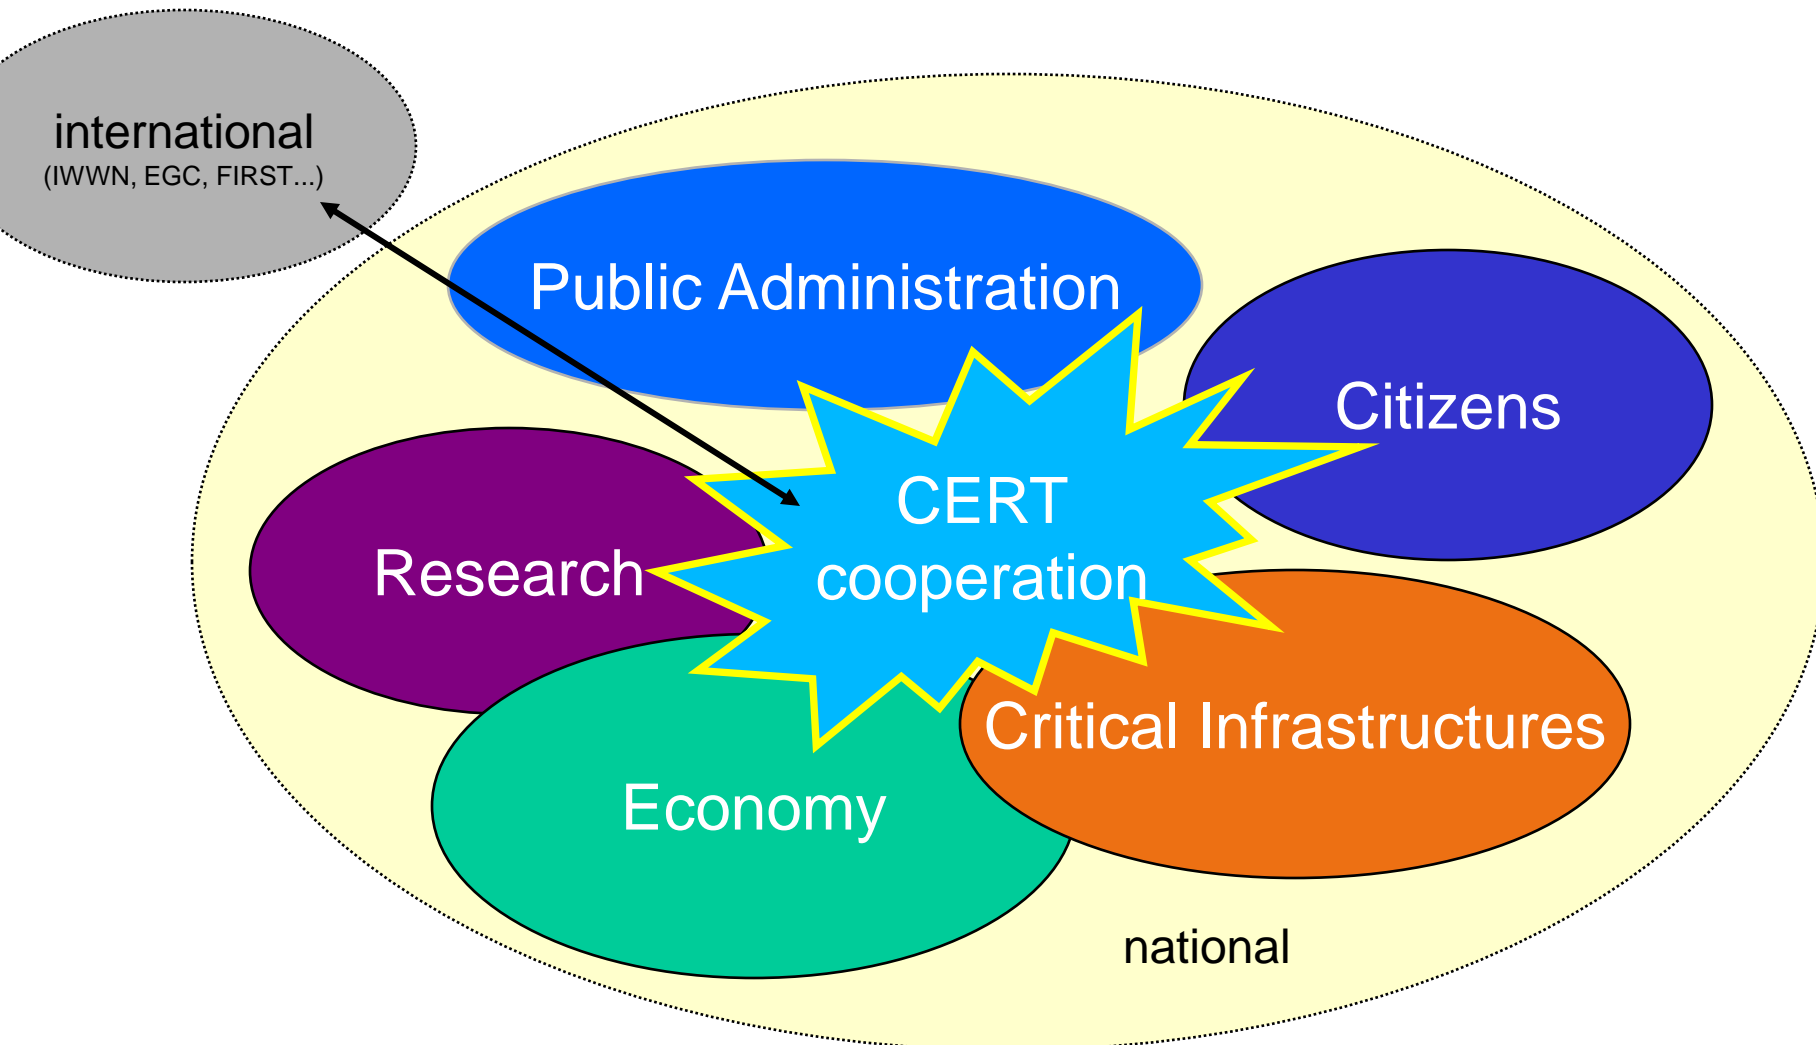 international
(IWWN, EGC, FIRST...)
Public Administration
Citizens
CERT
cooperation
Research
Critical Infrastructures
Economy
national